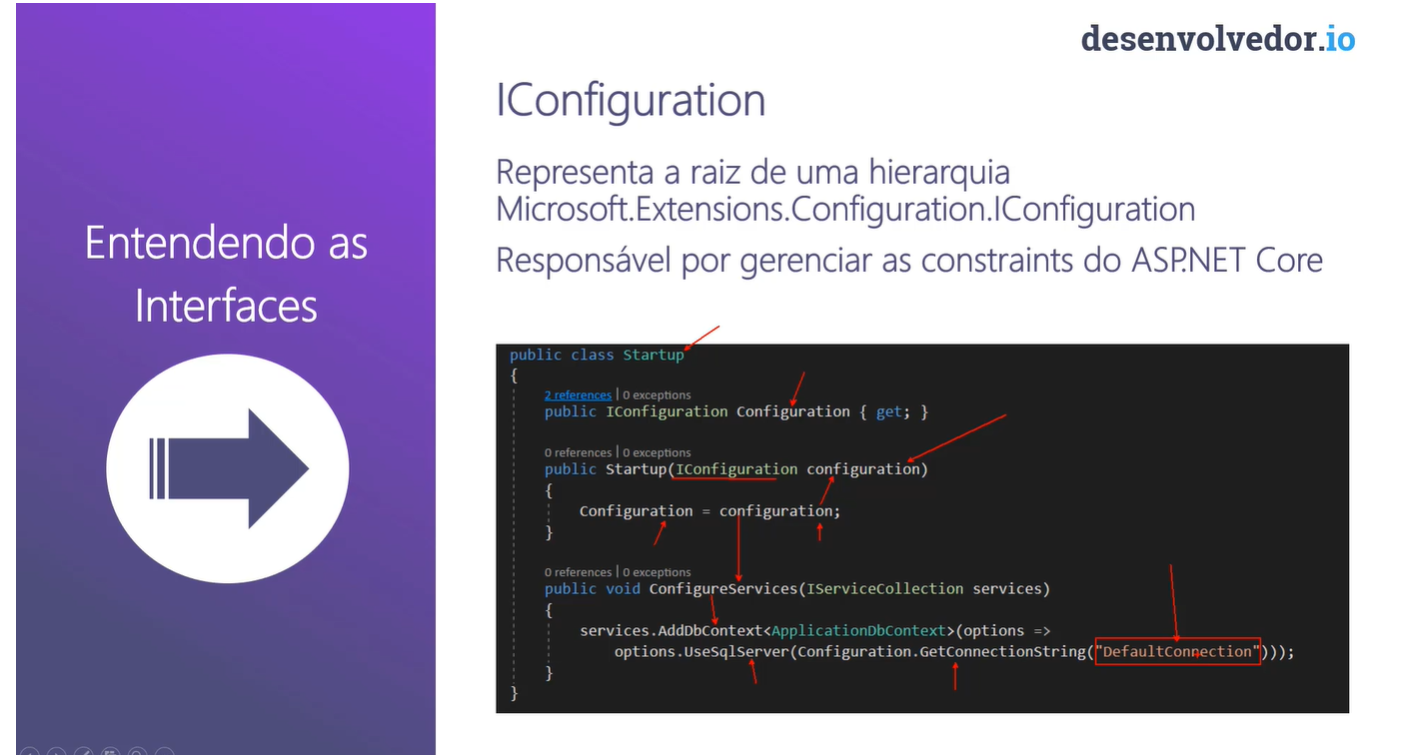 desenvolvedor.io
Entendendo as
Interfaces
IConfiguration
Representa a raiz de uma hierarquia
Microsoft.Extensions.Configuration.IConfiguration
Responsável por gerenciar as constraints do ASP.NET Core
public class Startup
{
2 references | 0 exceptions
public IConfiguration Configuration { get; }
0 references | 0 exceptions
public Startup(IConfiguration configuration)
{
Configuration = configuration;
}
0 references | 0 exceptions
public void ConfigureServices(IServiceCollection services)
{
services.AddDbContext<ApplicationDbContext>(options =>
options.UseSqlServer(Configuration.GetConnectionString("DefaultConnection")));
}
}